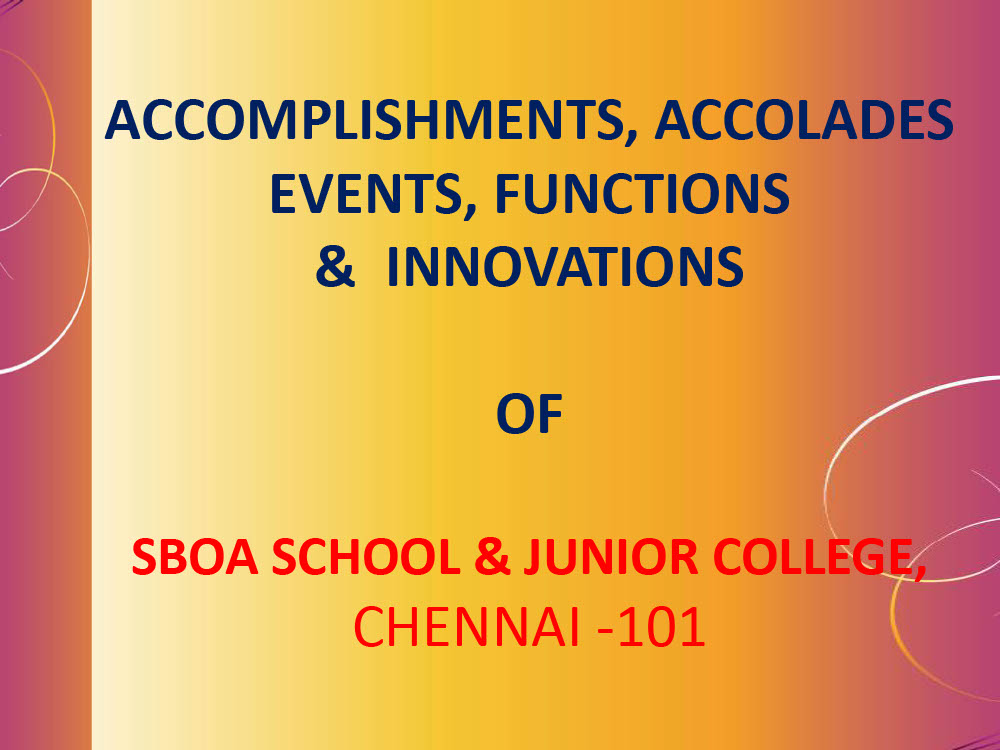 ACCOMPLISHMENTS, ACCOLADES
EVENTS, FUNCTIONS
& INNOVATIONS
OF
SBOA SCHOOL & JUNIOR COLLEGE,
CHENNAI -101